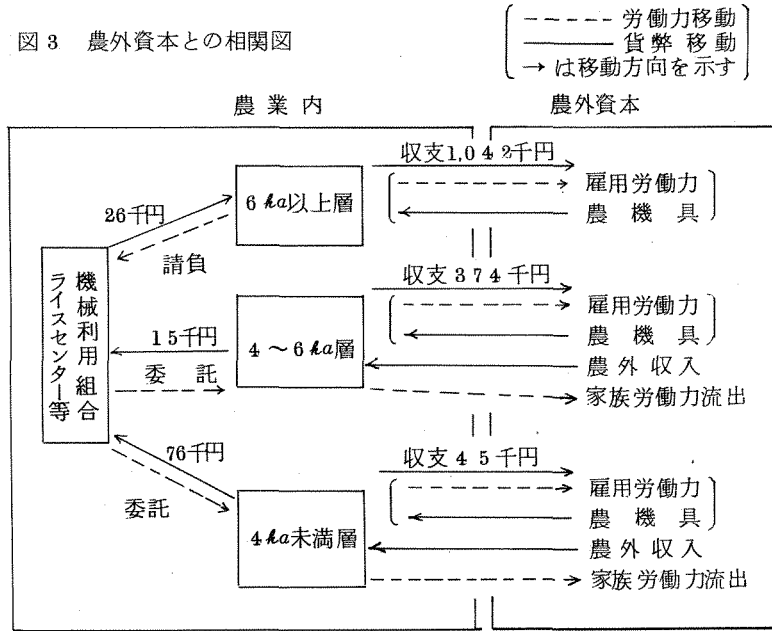 図3 農外資本との相関図
------ 労働力移動
―――― 貨幣移動
→ は移動方向を示す
農業内
農外資本
収支1,042千円
6ha以上層
雇用労働力
農機具
26千円
請負
機械利用組合
ライスセンター等
収支374千円
4～6ha層
雇用労働力
農機具
農外収入
家族労働力流出
15千円
委託
収支45千円
4ha未満層
雇用労働力
農機具
農外収入
家族労働力流出
76千円
委託